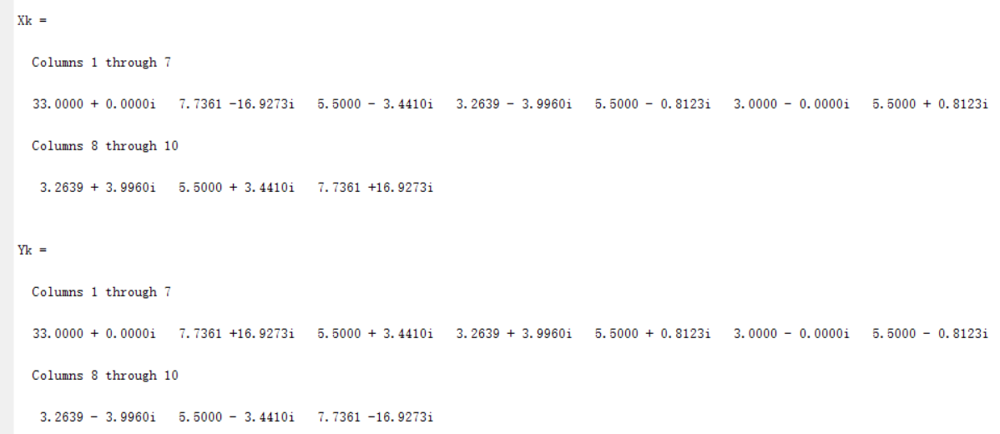 Xk =
Columns 1 through 7
33.0000 + 0.0000i 7.7361 -16.9273i 5.5000 - 3.4410i 3.2639 - 3.9960i 5.5000 - 0.8123i 3.0000 - 0.0000i 5.5000 + 0.8123i
Columns 8 through 10
3.2639 + 3.9960i 5.5000 + 3.4410i 7.7361 +16.9273i
Yk =
Columns 1 through 7
33.0000 + 0.0000i 7.7361 +16.9273i 5.5000 + 3.4410i 3.2639 + 3.9960i 5.5000 + 0.8123i 3.0000 - 0.0000i 5.5000 - 0.8123i
Columns 8 through 10
3.2639 - 3.9960i 5.5000 - 3.4410i 7.7361 -16.9273i